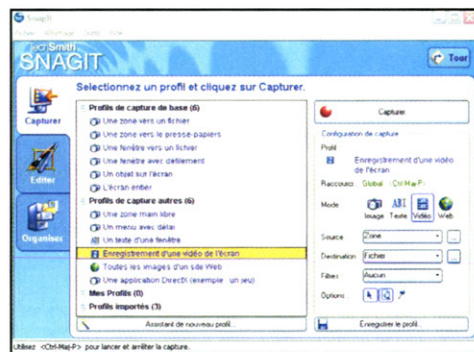 SnagIt
TechSmith
SNAGIT
Tour
Selectionnez un profil et cliquez sur Capturer.
Capturer
Editer
Organiser
Profils de capture de base (6)
Une zone vers un fichier
Une zone vers le presse-papiers
Une fenêtre vers un fichier
Une fenêtre avec défilement
Un objet sur l'écran
L'écran entier
Profils de capture autres (6)
Une zone main libre
Un menu avec délai
Un texte d'une fenêtre
Enregistrement d'une vidéo de l'écran
Toutes les images d'un site Web
Une application DirectX (exemple : un jeu)
Mes Profils (0)
Profils importés (3)
Assistant de nouveau profil...
Capturer
Configuration de capture
Profil
Enregistrement d'une vidéo
de l'écran
Raccourci : Global <Ctrl-Maj-P>
Mode
Image Texte Vidéo Web
Source Zone
Destination Fichier
Filtres Aucun
Options
Enregistrer le profil...
Utilisez <Ctrl-Maj-P> pour lancer et arrêter la capture.